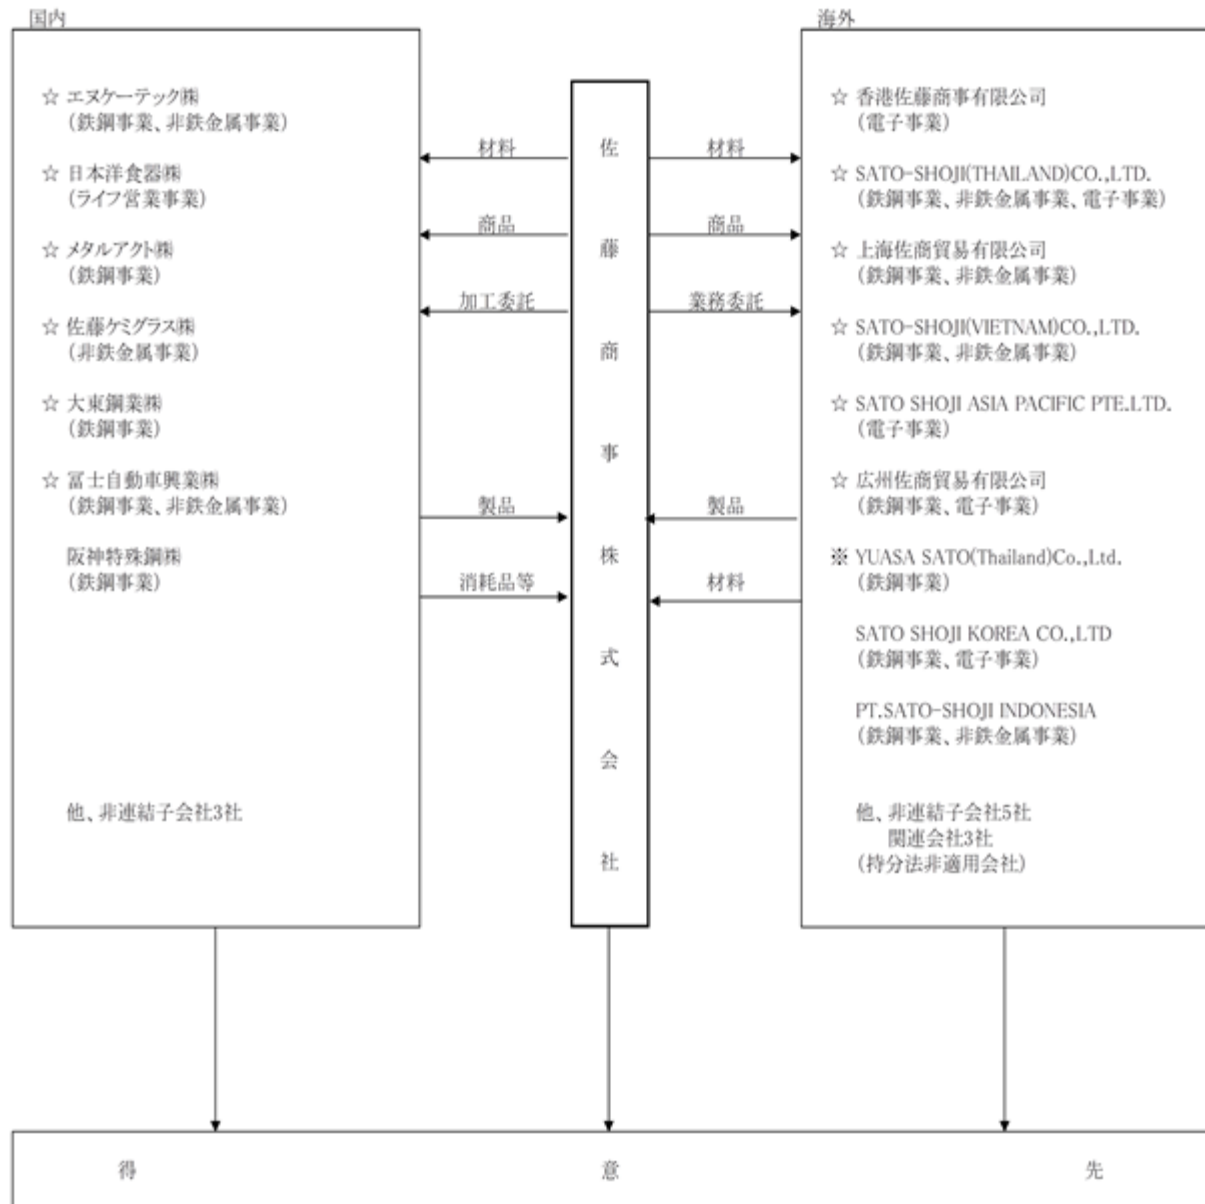 国内
☆ エヌケーテック㈱
(鉄鋼事業、非鉄金属事業)
☆ 日本洋食器㈱
(ライフ営業事業)
☆ メタルアクト㈱
(鉄鋼事業)
☆ 佐藤ケミグラス㈱
(非鉄金属事業)
☆ 大東鋼業㈱
(鉄鋼事業)
☆ 冨士自動車興業㈱
(鉄鋼事業、非鉄金属事業)
阪神特殊鋼㈱
(鉄鋼事業)
他、非連結子会社3社
材料
商品
加工委託
製品
消耗品等
佐藤商事株式会社
材料
商品
業務委託
製品
材料
海外
☆ 香港佐藤商事有限公司
(電子事業)
☆ SATO-SHOJI(THAILAND)CO.,LTD.
(鉄鋼事業、非鉄金属事業、電子事業)
☆ 上海佐商貿易有限公司
(鉄鋼事業、非鉄金属事業)
☆ SATO-SHOJI(VIETNAM)CO.,LTD.
(鉄鋼事業、非鉄金属事業)
☆ SATO SHOJI ASIA PACIFIC PTE.LTD.
(電子事業)
☆ 広州佐商貿易有限公司
(鉄鋼事業、電子事業)
※ YUASA SATO(Thailand)Co.,Ltd.
(鉄鋼事業)
SATO SHOJI KOREA CO.,LTD
(鉄鋼事業、電子事業)
PT.SATO-SHOJI INDONESIA
(鉄鋼事業、非鉄金属事業)
他、非連結子会社5社
関連会社3社
(持分法非適用会社)
得意先